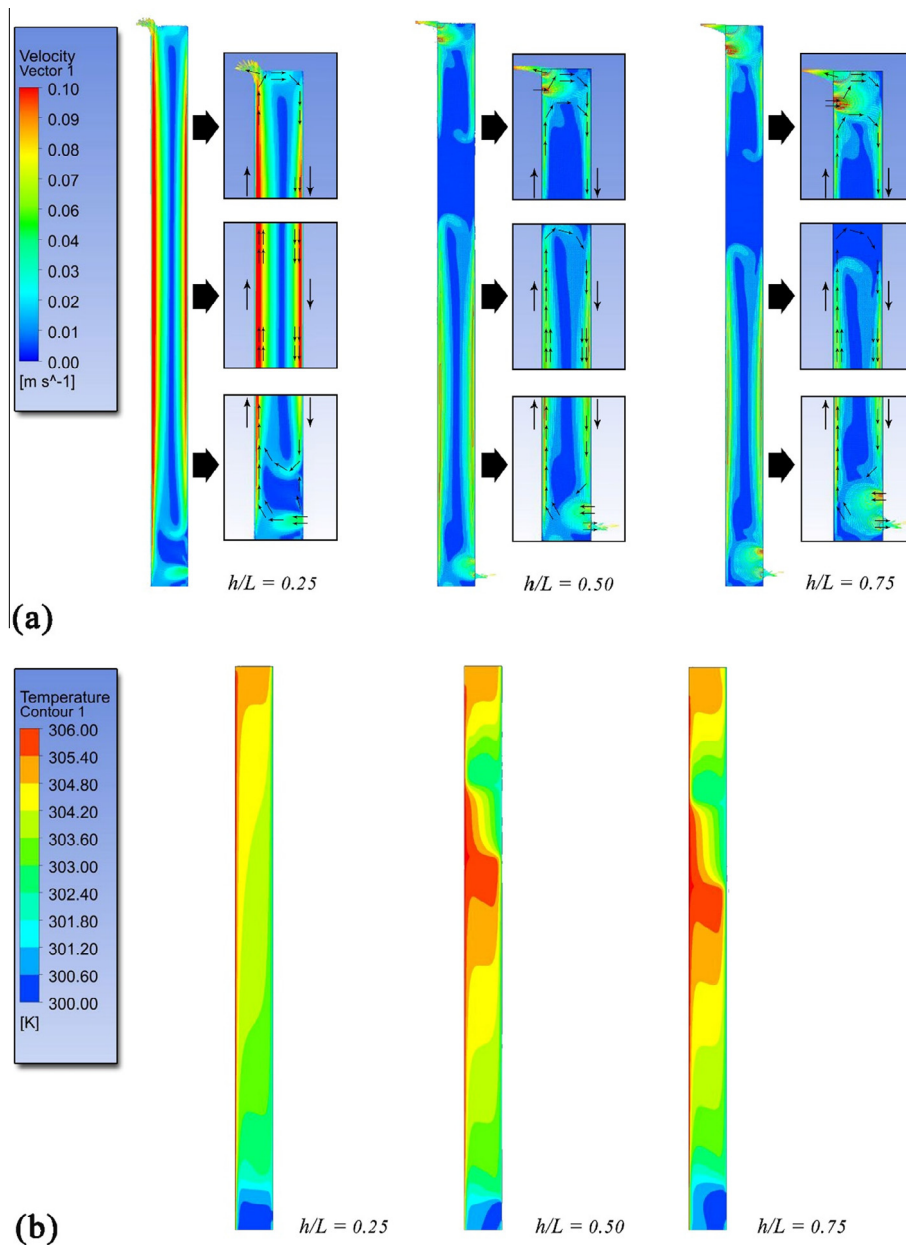 Velocity
Vector 1
0.10
0.09
0.08
0.06
0.05
0.04
0.03
0.02
0.01
0.00
[m s^-1]
h/L = 0.25
h/L = 0.50
h/L = 0.75
(a)
Temperature
Contour 1
306.00
305.40
304.80
304.20
303.60
303.00
302.40
301.80
301.20
300.60
300.00
[K]
h/L = 0.25
h/L = 0.50
h/L = 0.75
(b)